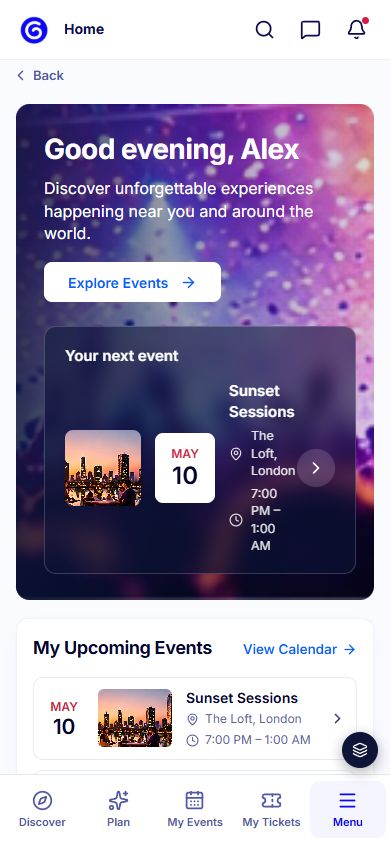 Home
Back
Good evening, Alex
Discover unforgettable experiences
happening near you and around the
world.
Explore Events
Your next event
MAY
10
Sunset
Sessions
The
Loft,
London
7:00
PM –
1:00
AM
My Upcoming Events
View Calendar
MAY
10
Sunset Sessions
The Loft, London
7:00 PM – 1:00 AM
Discover
Plan
My Events
My Tickets
Menu